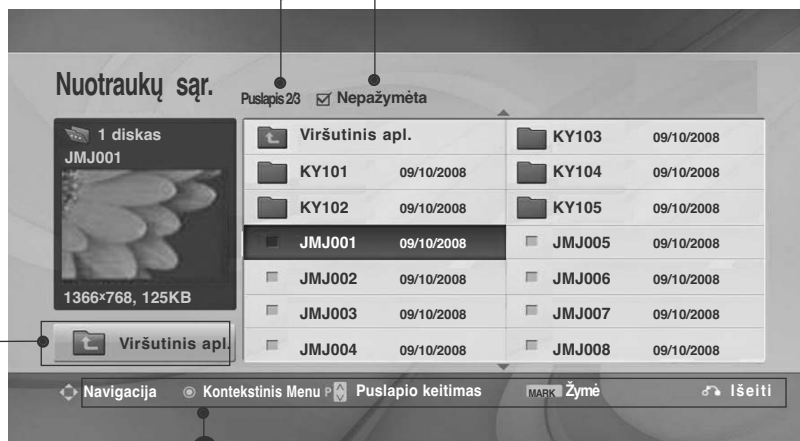 Nuotraukų sąr.
Puslapis 2/3 Nepažymėta
1 diskas
JMJ001
1366x768, 125KB
Viršutinis apl.
Viršutinis apl.
KY101 09/10/2008
KY102 09/10/2008
JMJ001 09/10/2008
JMJ002 09/10/2008
JMJ003 09/10/2008
JMJ004 09/10/2008
KY103 09/10/2008
KY104 09/10/2008
KY105 09/10/2008
JMJ005 09/10/2008
JMJ006 09/10/2008
JMJ007 09/10/2008
JMJ008 09/10/2008
Navigacija Kontekstinis Menu P Puslapio keitimas MARK Žymė Išeiti